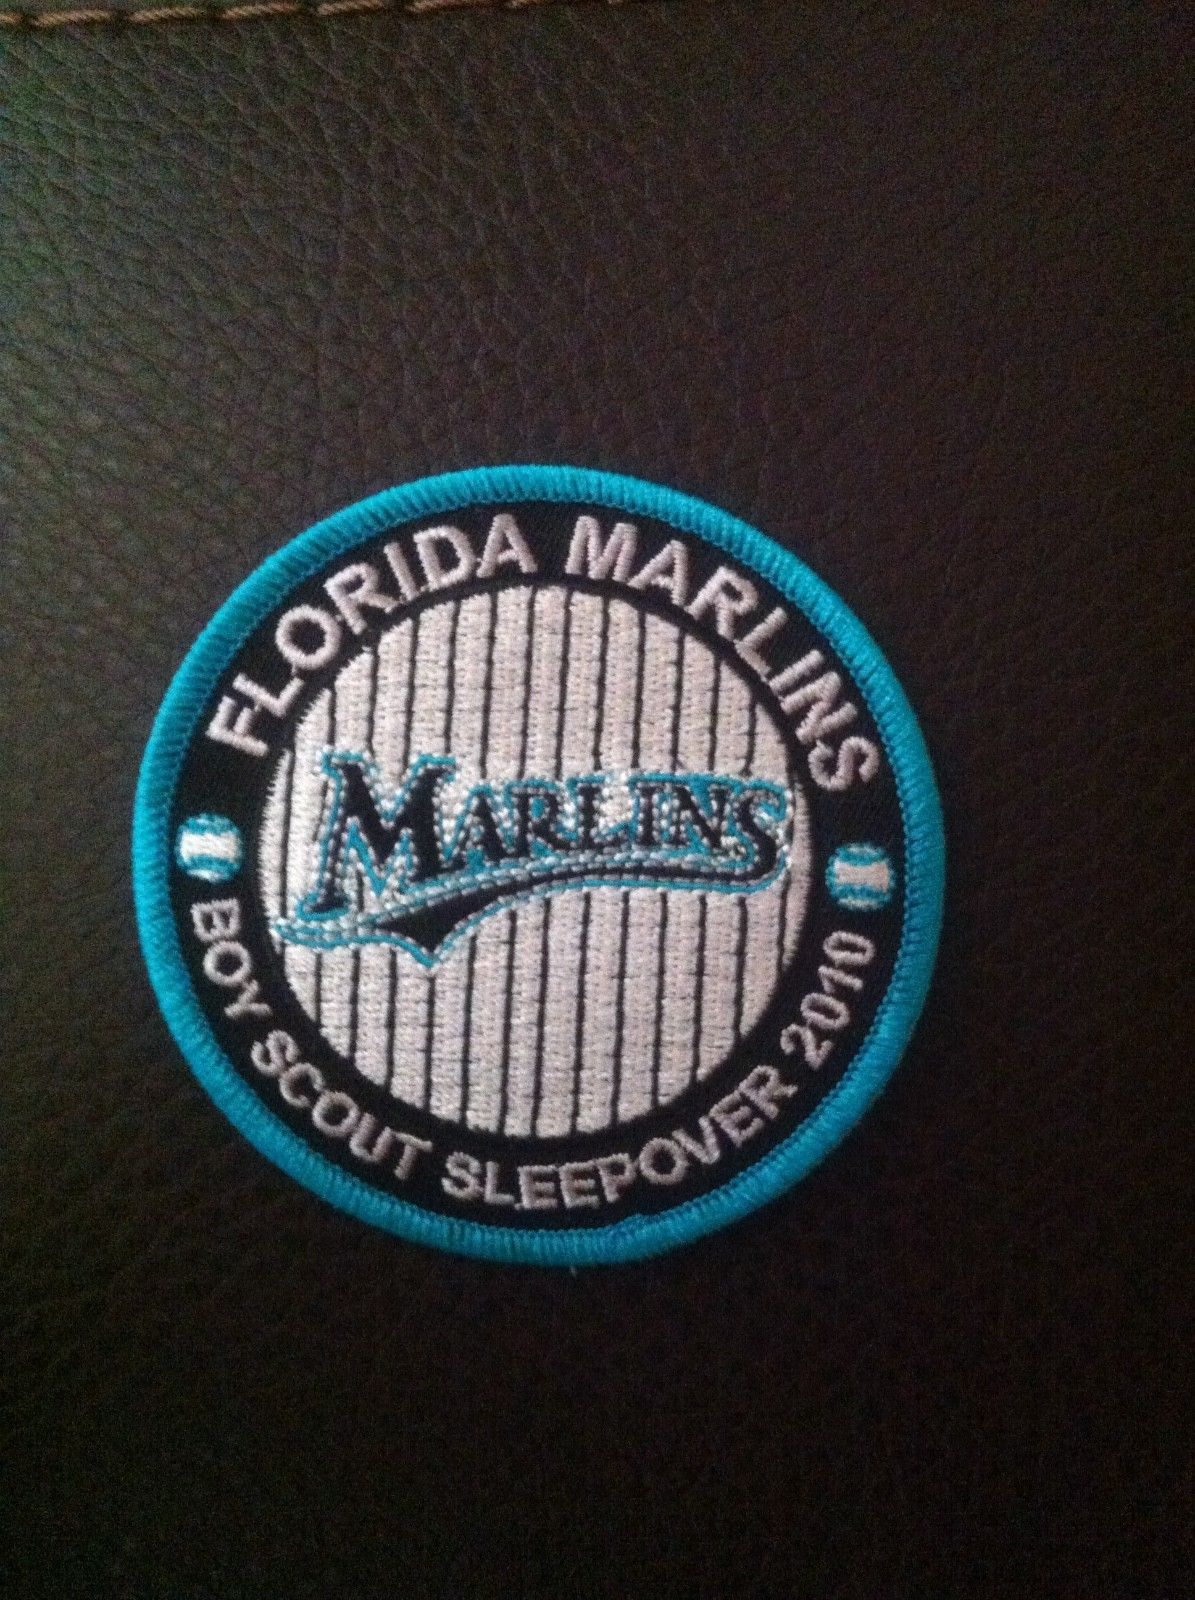 FLORIDA MARLINS
MARLINS
BOY SCOUT SLEEPOVER 2010